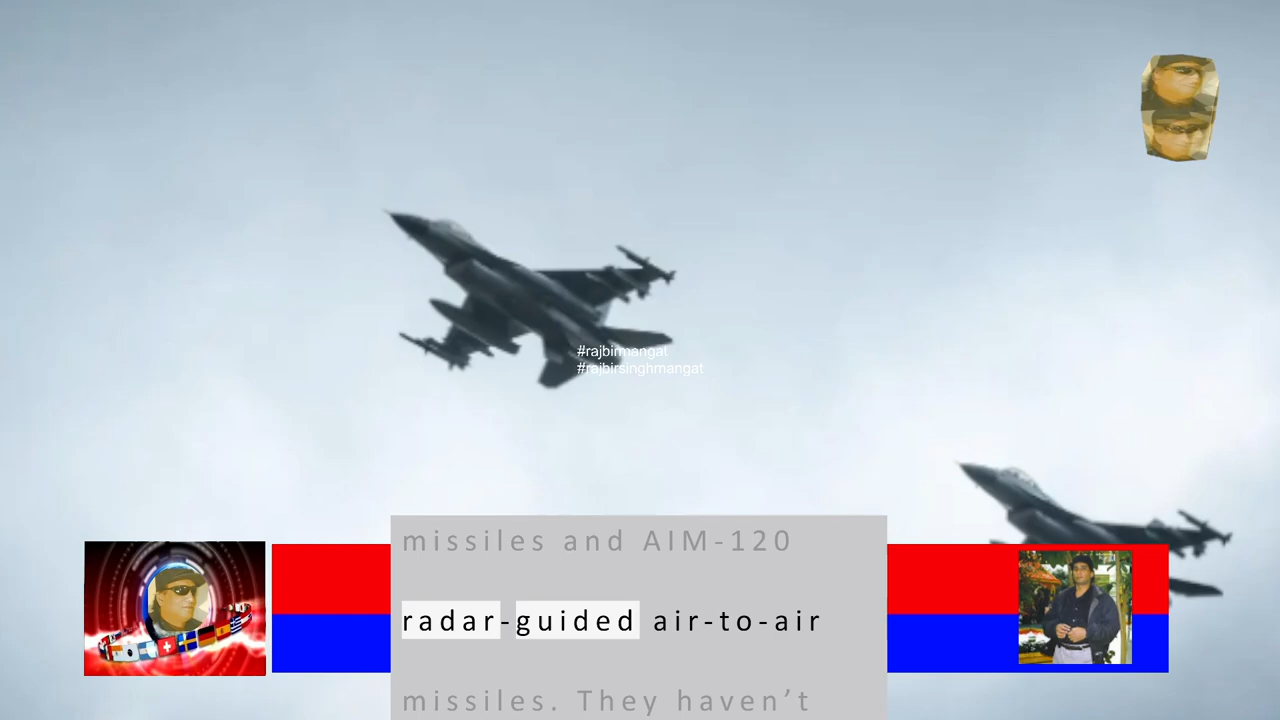 #rajbirmangat
#rajbirsinghmangat
missiles and AIM-120
radar-guided air-to-air
missiles. They haven’t